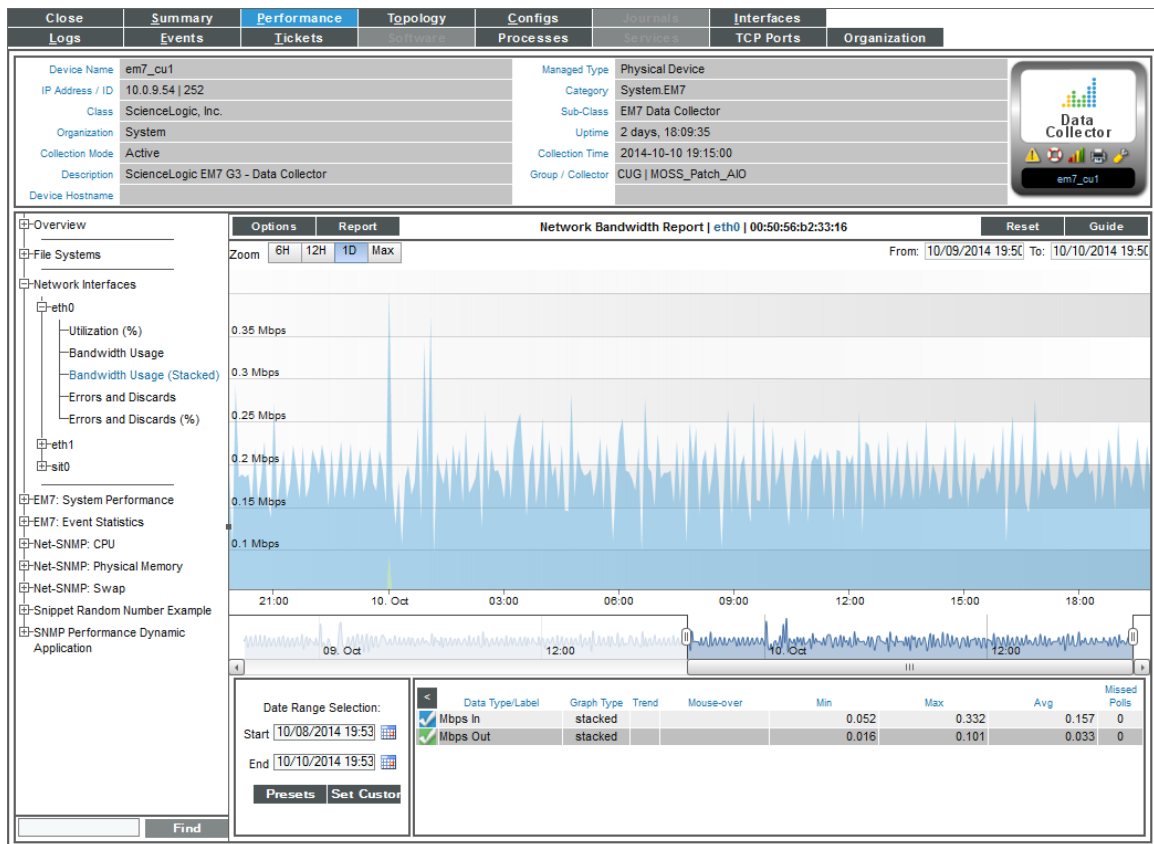 Close Summary Performance Topology Configs Journals Interfaces
Logs Events Tickets Software Processes Services TCP Ports Organization
Device Name em7_cu1 Managed Type Physical Device
IP Address / ID 10.0.9.54 | 252 Category System.EM7
Class ScienceLogic, Inc. Sub-Class EM7 Data Collector
Organization System Uptime 2 days, 18:09:35
Collection Mode Active Collection Time 2014-10-10 19:15:00
Description ScienceLogic EM7 G3 - Data Collector Group / Collector CUG | MOSS_Patch_AIO
Device Hostname
Data
Collector
em7_cu1
Overview
File Systems
Network Interfaces
eth0
Utilization (%)
Bandwidth Usage
Bandwidth Usage (Stacked)
Errors and Discards
Errors and Discards (%)
eth1
sit0
EM7: System Performance
EM7: Event Statistics
Net-SNMP: CPU
Net-SNMP: Physical Memory
Net-SNMP: Swap
Snippet Random Number Example
SNMP Performance Dynamic
Application
Find
Options Report Network Bandwidth Report | eth0 | 00:50:56:b2:33:16 Reset Guide
Zoom 6H 12H 1D Max From: 10/09/2014 19:50 To: 10/10/2014 19:50
0.35 Mbps
0.3 Mbps
0.25 Mbps
0.2 Mbps
0.15 Mbps
0.1 Mbps
21:00 10. Oct 03:00 06:00 09:00 12:00 15:00 18:00
09. Oct 12:00 10. Oct 12:00
Date Range Selection:
Start 10/08/2014 19:53
End 10/10/2014 19:53
Presets Set Custor
< Data Type/Label Graph Type Trend Mouse-over Min Max Avg Missed Polls
Mbps In stacked 0.052 0.332 0.157 0
Mbps Out stacked 0.016 0.101 0.033 0